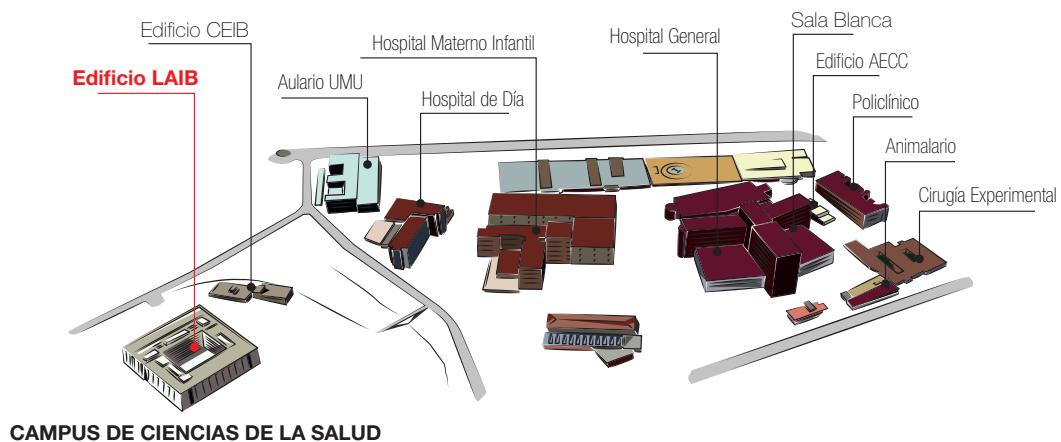 Edificio CEIB
Edificio LAIB
Aulario UMU
Hospital Materno Infantil
Hospital de Día
Hospital General
Sala Blanca
Edificio AECC
Policlínico
Animalario
Cirugía Experimental
H
CAMPUS DE CIENCIAS DE LA SALUD